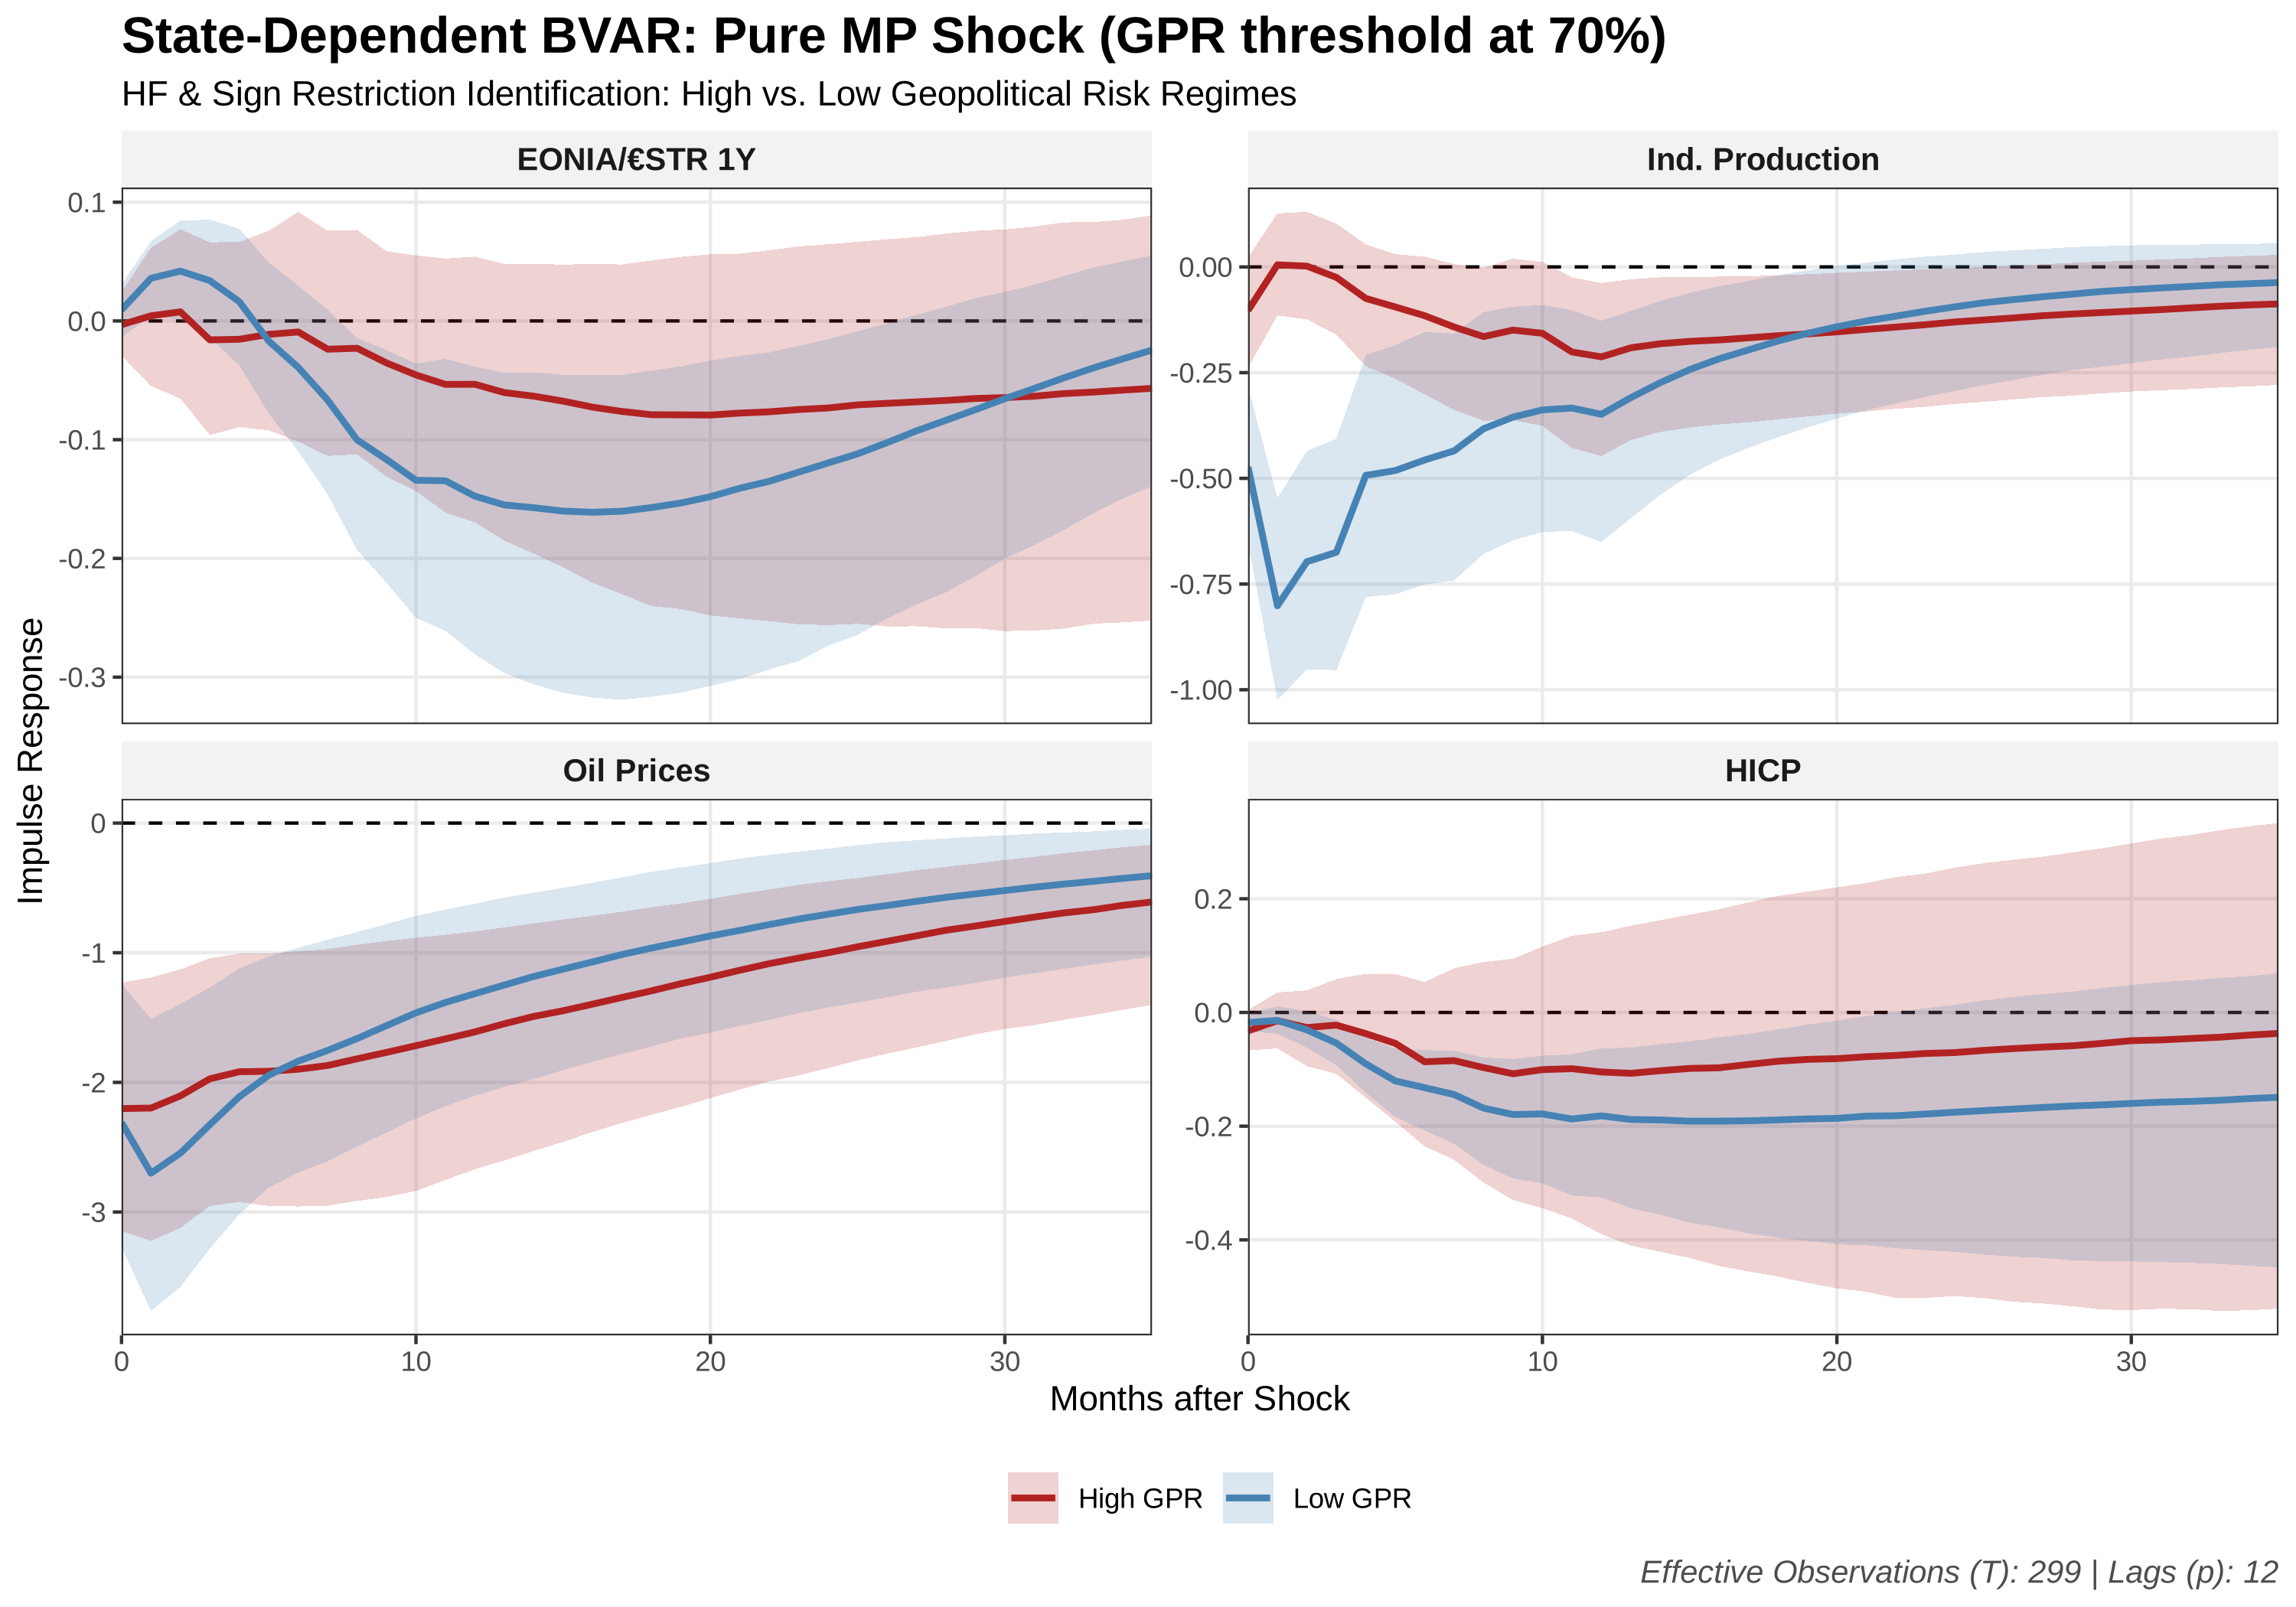 State-Dependent BVAR: Pure MP Shock (GPR threshold at 70%)
HF & Sign Restriction Identification: High vs. Low Geopolitical Risk Regimes
EONIA/€STR 1Y
0.1
0.0
-0.1
-0.2
-0.3
Ind. Production
0.00
-0.25
-0.50
-0.75
-1.00
Impulse Response
Oil Prices
0
-1
-2
-3
0 10 20 30
HICP
0.2
0.0
-0.2
-0.4
0 10 20 30
Months after Shock
High GPR Low GPR
Effective Observations (T): 299 | Lags (p): 12